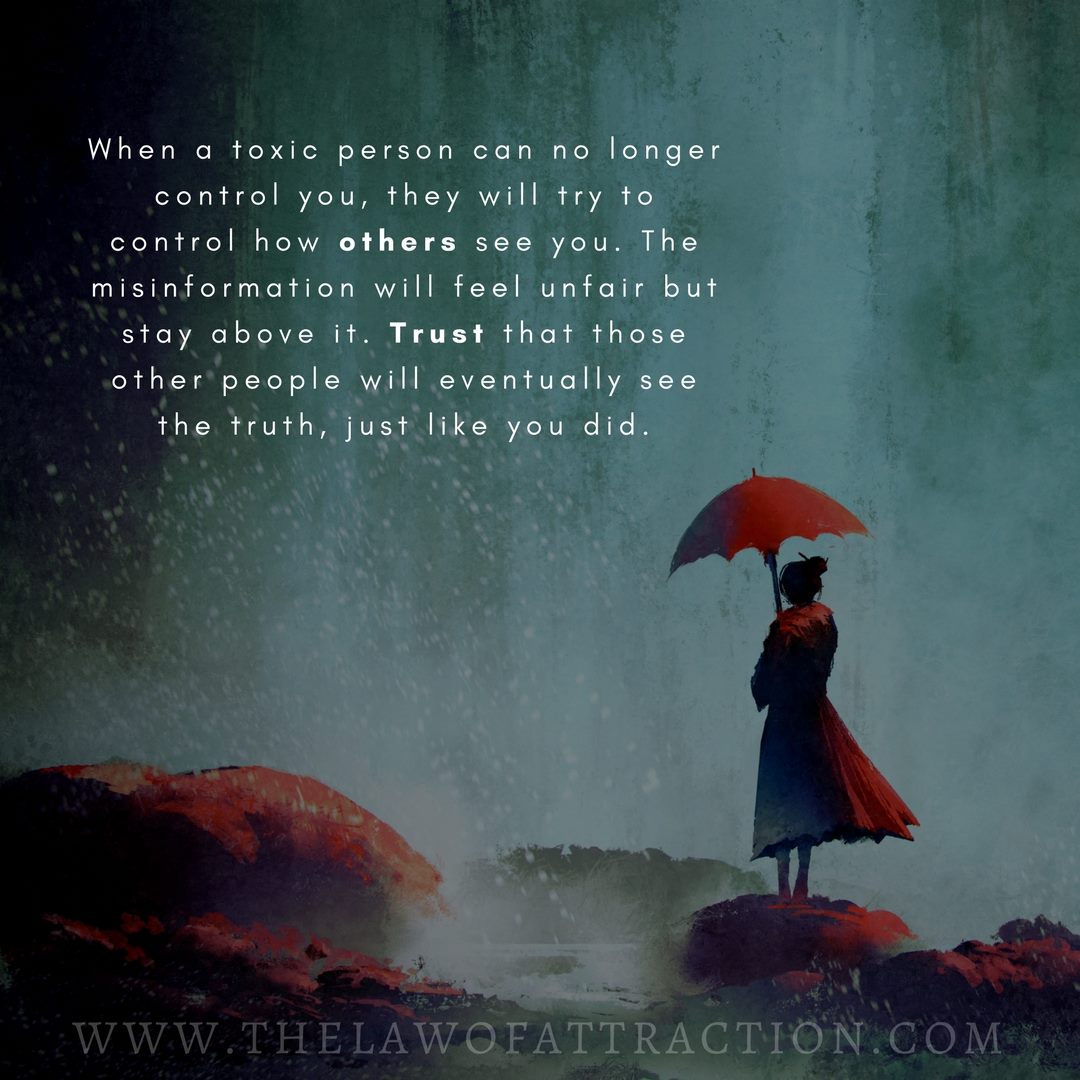 When a toxic person can no longer
control you, they will try to
control how others see you. The
misinformation will feel unfair but
stay above it. Trust that those
other people will eventually see
the truth, just like you did.
WWW.THELAWOFATTRACTION.COM